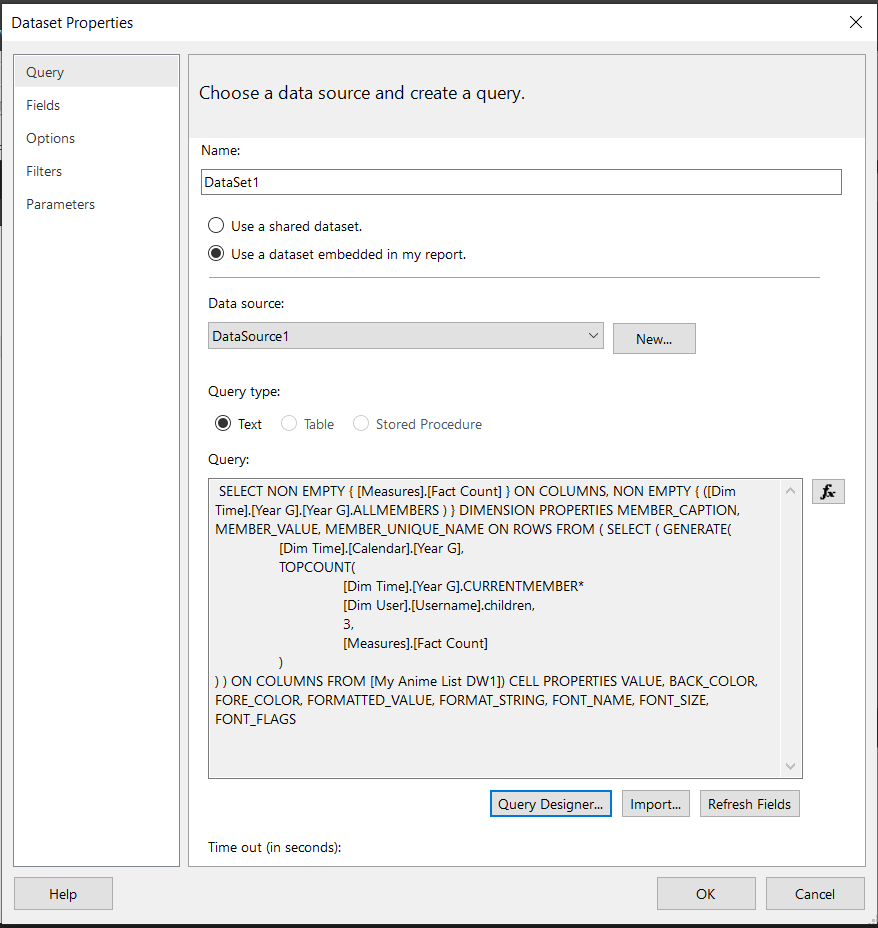 Dataset Properties
Query
Fields
Options
Filters
Parameters
Choose a data source and create a query.
Name:
DataSet1
Use a shared dataset.
Use a dataset embedded in my report.
Data source:
DataSource1
New...
Query type:
Text
Table
Stored Procedure
Query:
SELECT NON EMPTY { [Measures].[Fact Count] } ON COLUMNS, NON EMPTY { ([Dim
Time].[Year G].[Year G].ALLMEMBERS ) } DIMENSION PROPERTIES MEMBER_CAPTION,
MEMBER_VALUE, MEMBER_UNIQUE_NAME ON ROWS FROM ( SELECT ( GENERATE(
[Dim Time].[Calendar].[Year G],
TOPCOUNT(
[Dim Time].[Year G].CURRENTMEMBER*
[Dim User].[Username].children,
3,
[Measures].[Fact Count]
)
) ) ON COLUMNS FROM [My Anime List DW1]) CELL PROPERTIES VALUE, BACK_COLOR,
FORE_COLOR, FORMATTED_VALUE, FORMAT_STRING, FONT_NAME, FONT_SIZE,
FONT_FLAGS
fx
Query Designer...
Import...
Refresh Fields
Time out (in seconds):
Help
OK
Cancel